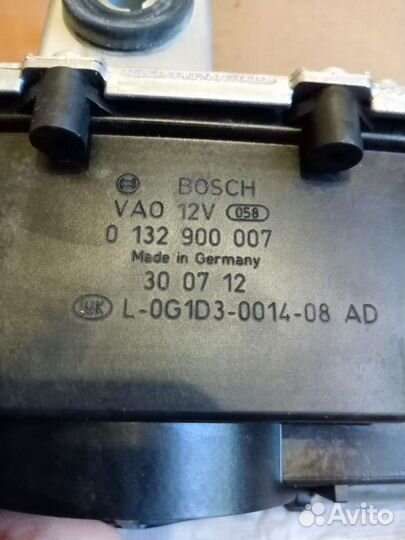 BOSCH
VAO 12V 058
0 132 900 007
Made in Germany
30 07 12
LUK L-0G1D3-0014-08 AD
Avito